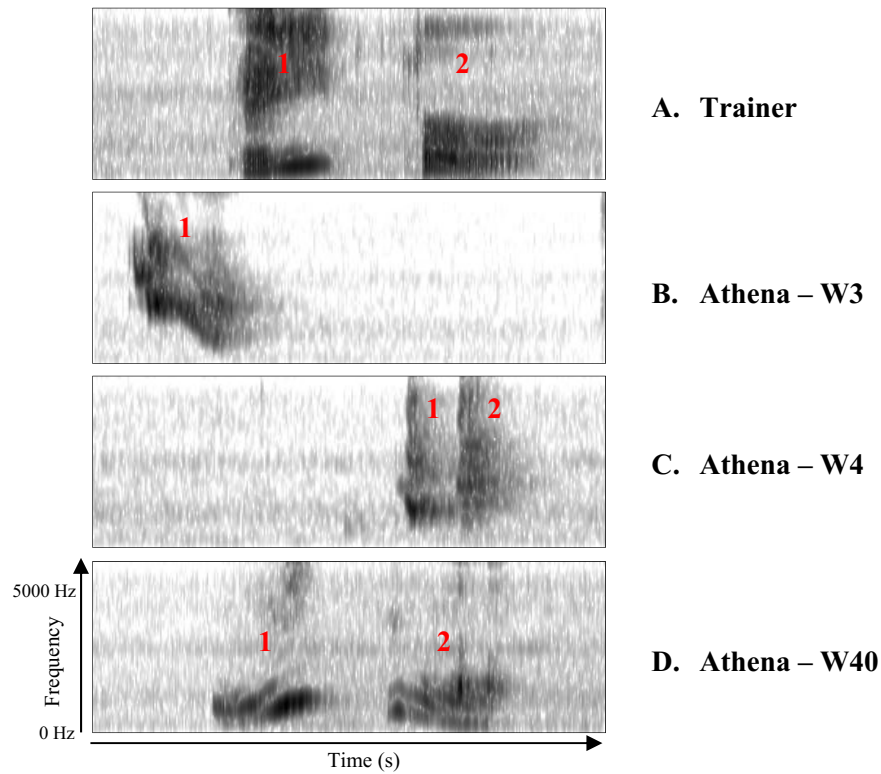 1
2
A. Trainer
1
B. Athena – W3
1
2
C. Athena – W4
5000 Hz
Frequency
0 Hz
1
2
D. Athena – W40
Time (s)